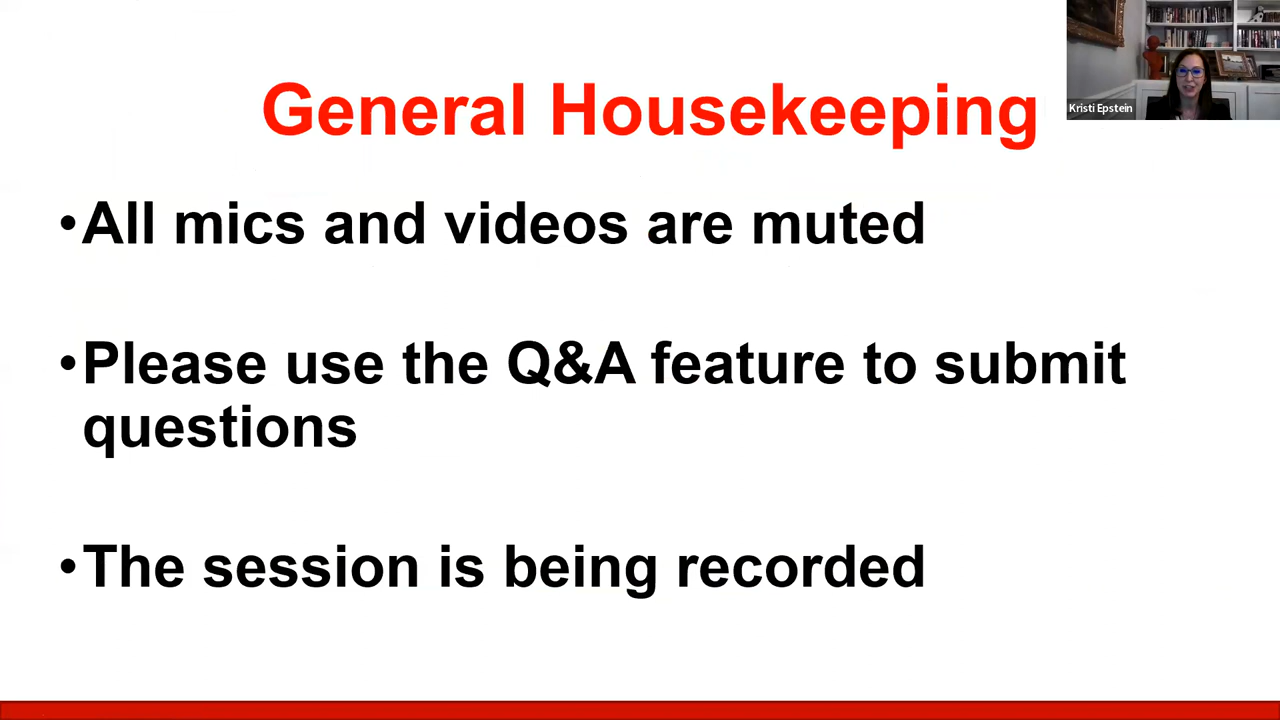 General Housekeeping
Kristi Epstein
•All mics and videos are muted
•Please use the Q&A feature to submit
questions
•The session is being recorded